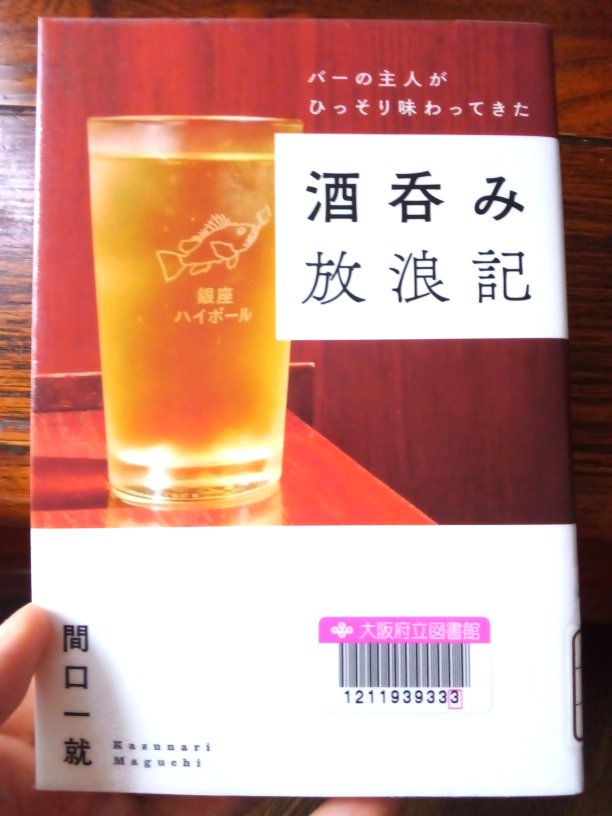 バーの主人が
ひっそり味わってきた
酒呑み
放浪記
銀座
ハイボール
間口一就
Kazunari
Maguchi
大阪府立図書館
1211939333